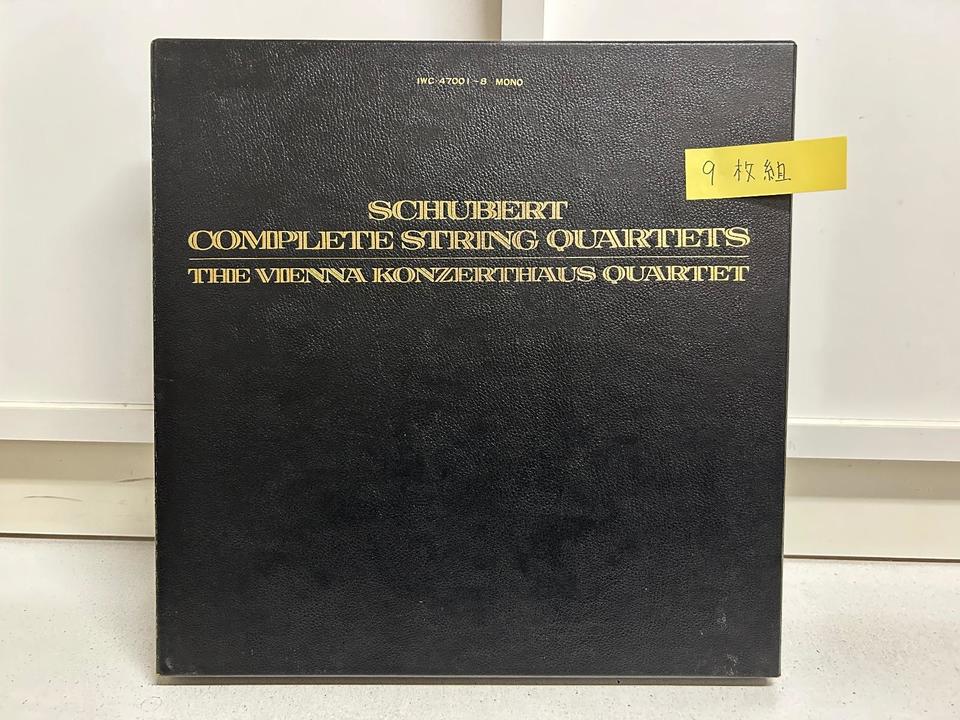 IWC-47001~8 MONO
9枚組
SCHUBERT
COMPLETE STRING QUARTETS
THE VIENNA KONZERTHAUS QUARTET